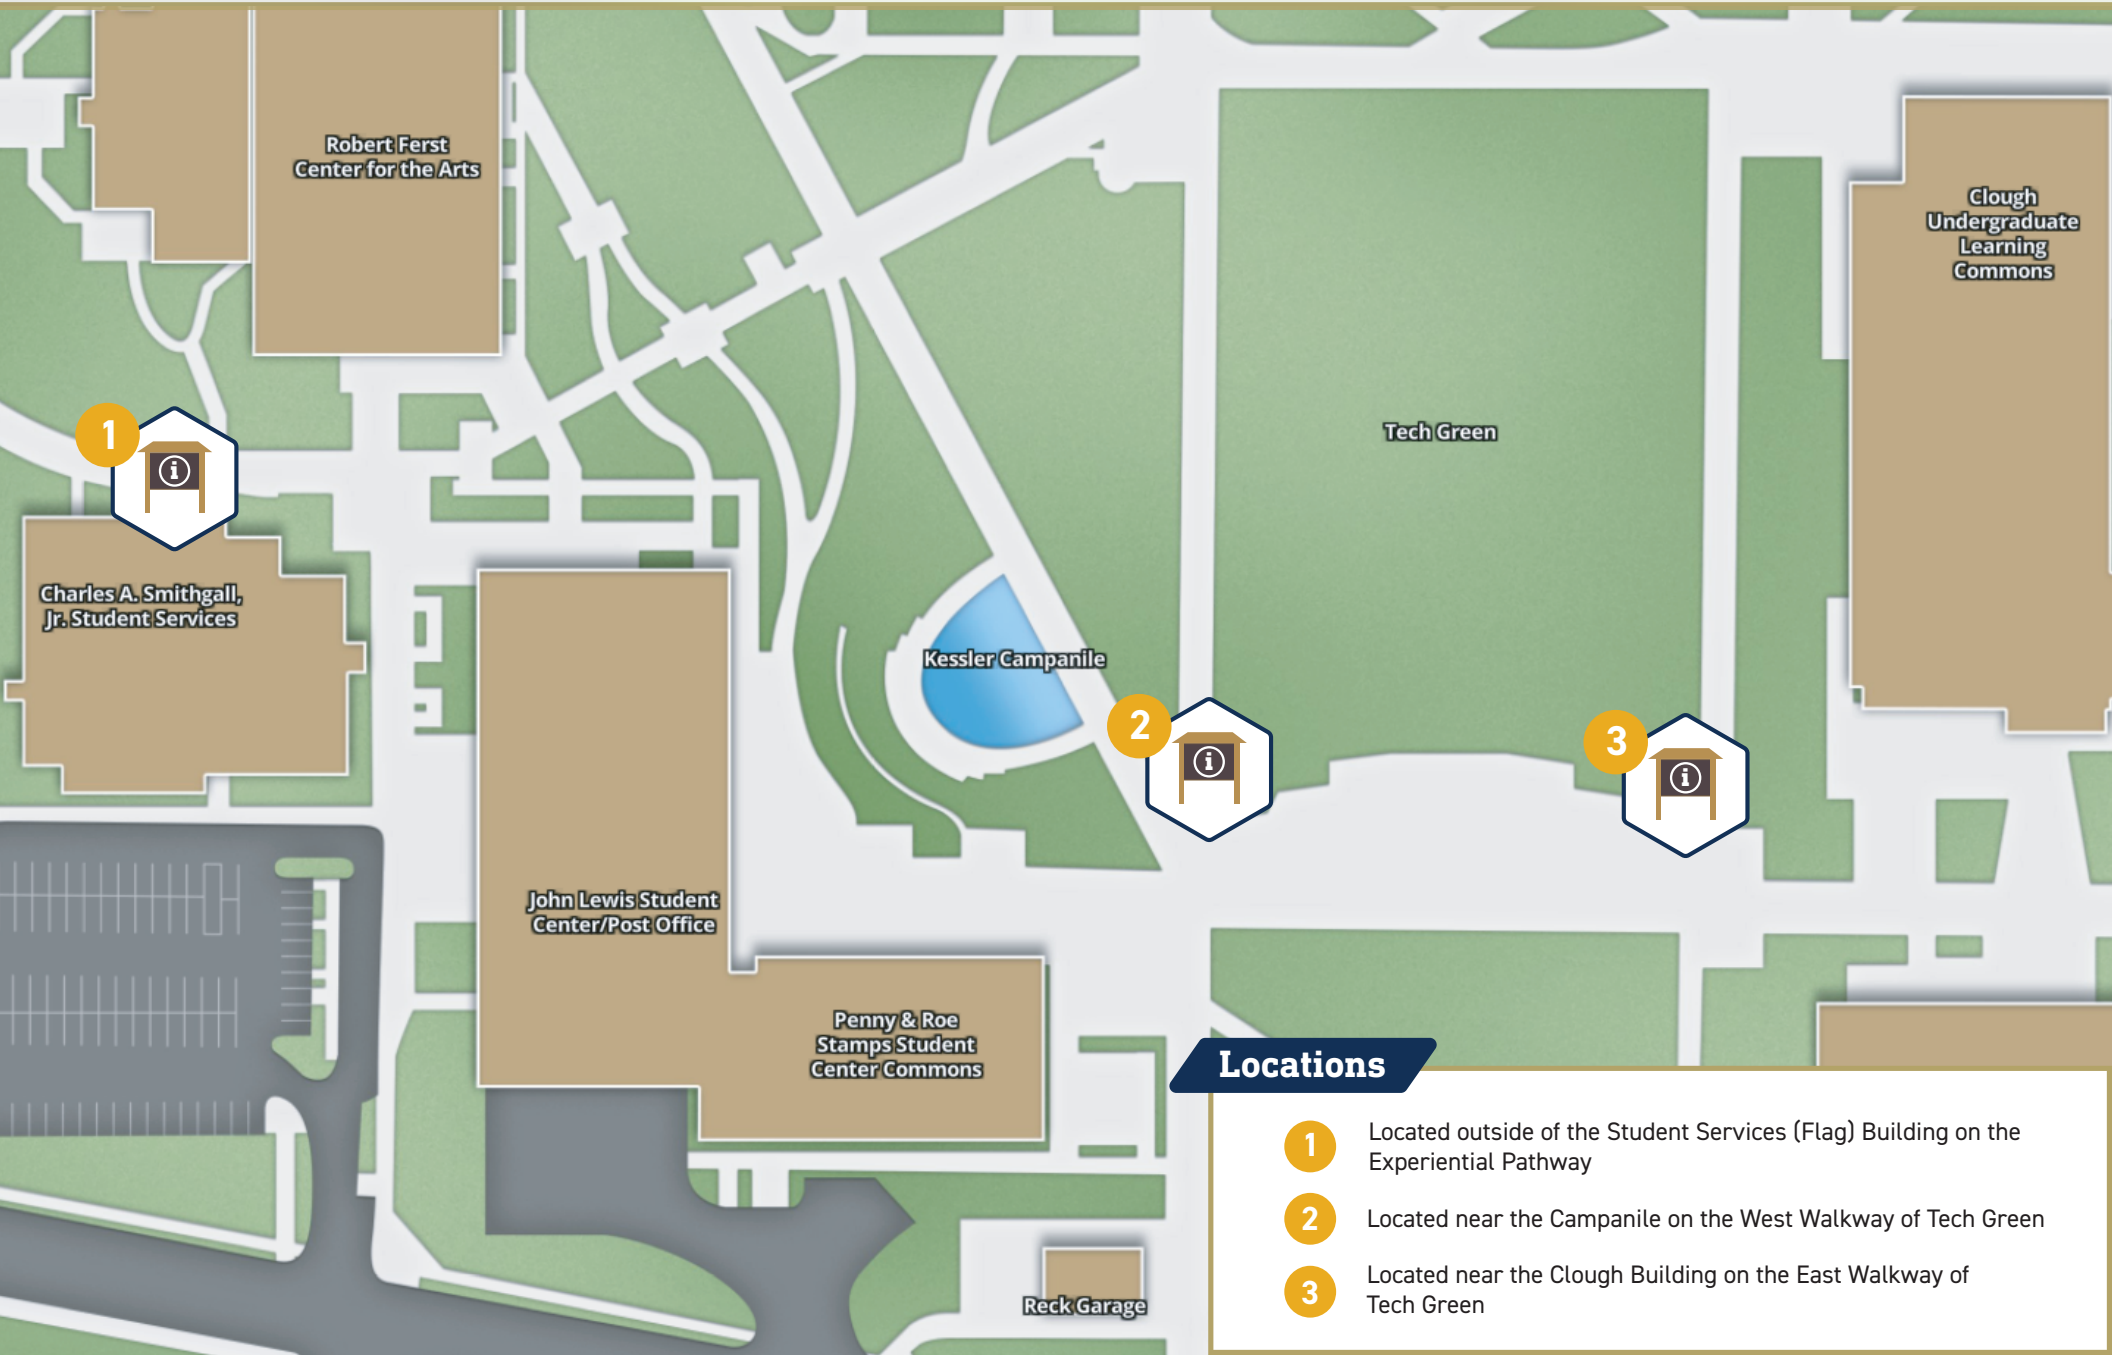 Robert Ferst
Center for the Arts
Clough
Undergraduate
Learning
Commons
1
i
Tech Green
Charles A. Smithgall,
Jr. Student Services
Kessler Campanile
2
i
3
i
John Lewis Student
Center/Post Office
Penny & Roe
Stamps Student
Center Commons
Reck Garage
Locations
1 Located outside of the Student Services (Flag) Building on the
Experiential Pathway
2 Located near the Campanile on the West Walkway of Tech Green
3 Located near the Clough Building on the East Walkway of
Tech Green